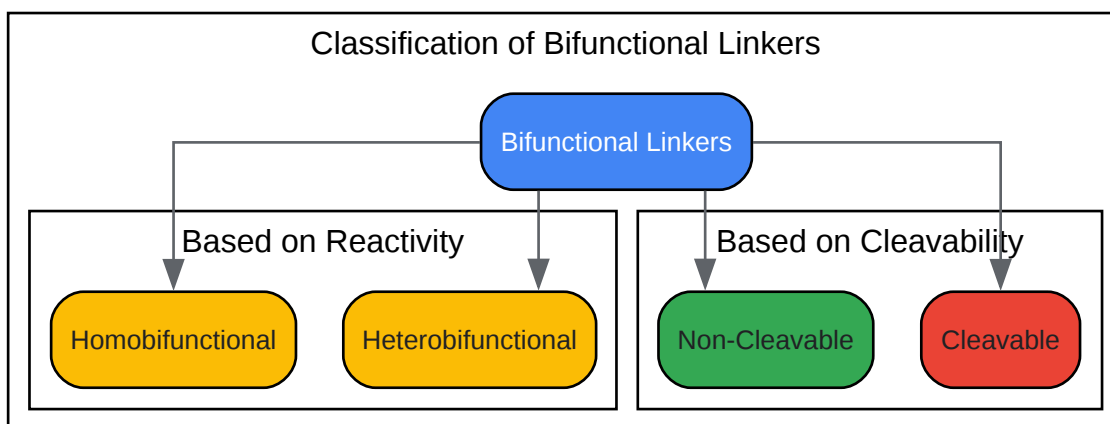 Classification of Bifunctional Linkers
Bifunctional Linkers
Based on Reactivity
Based on Cleavability
Homobifunctional
Heterobifunctional
Non-Cleavable
Cleavable